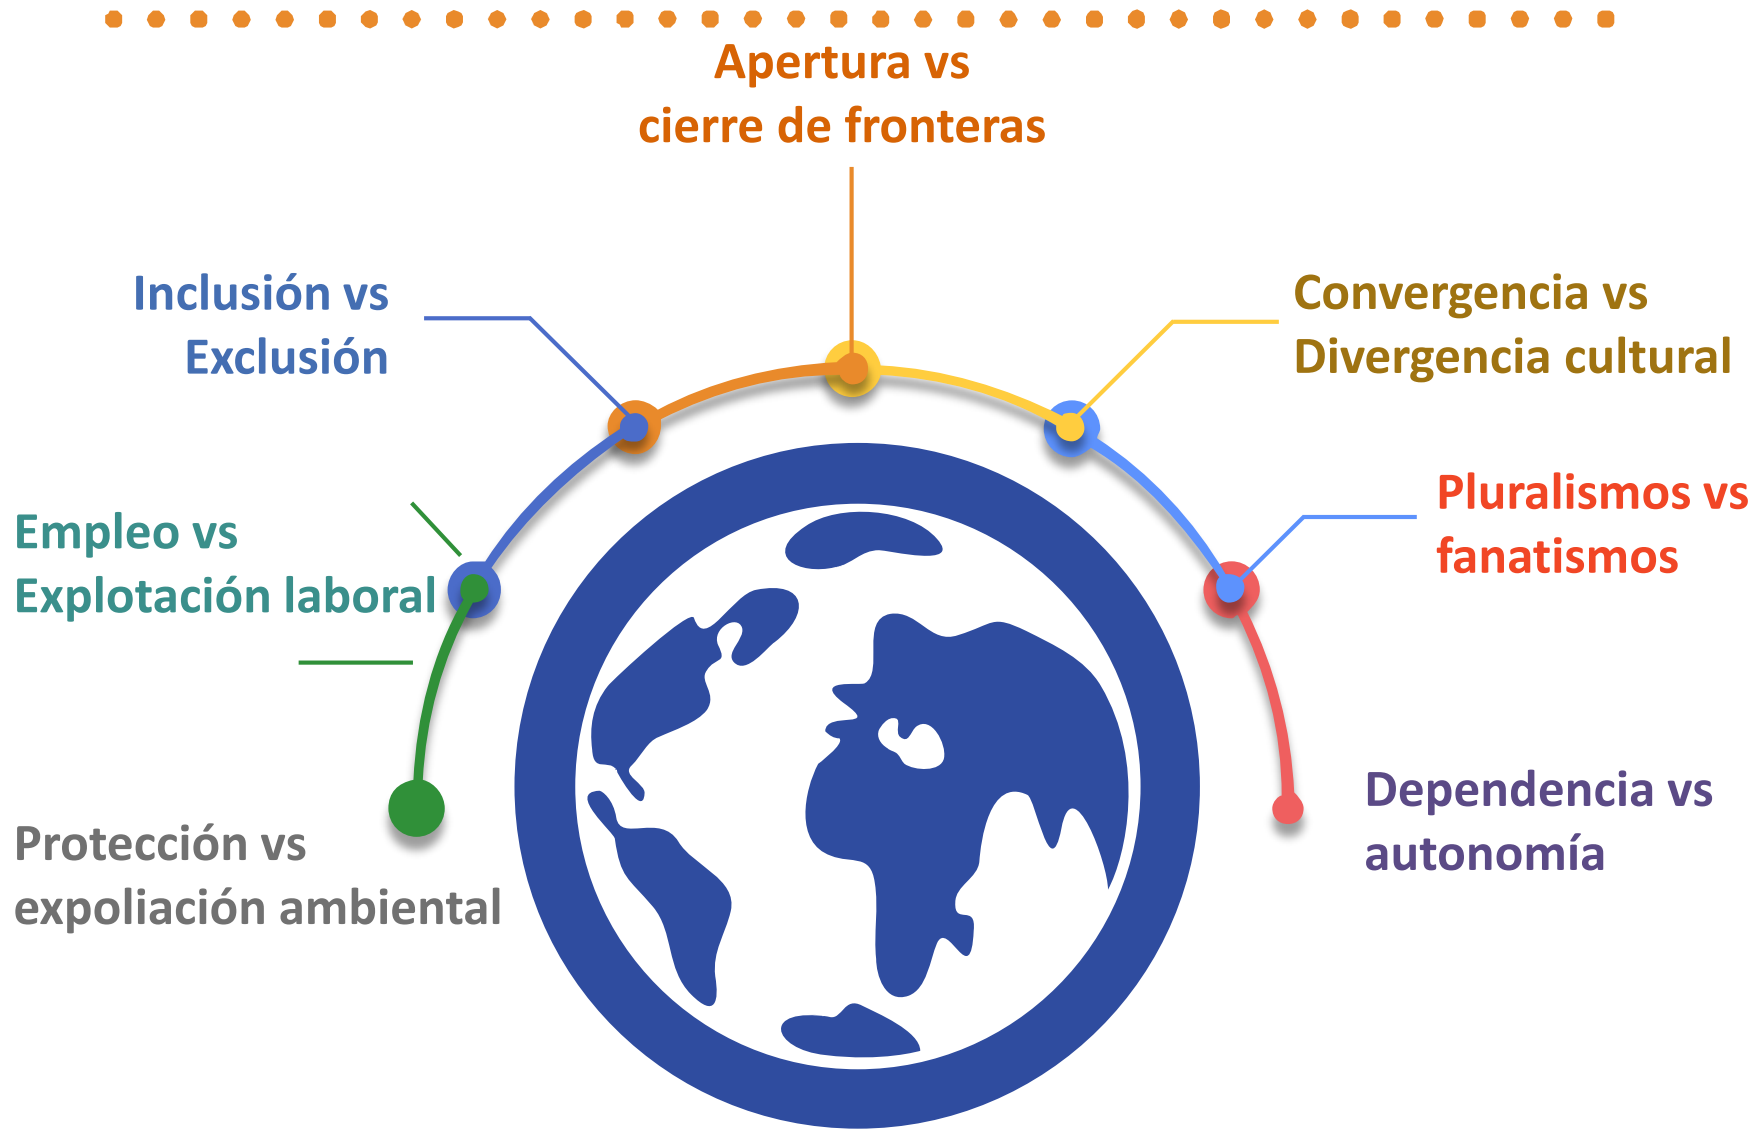 Apertura vs
cierre de fronteras
Inclusión vs
Exclusión
Convergencia vs
Divergencia cultural
Empleo vs
Explotación laboral
Pluralismos vs
fanatismos
Protección vs
expoliación ambiental
Dependencia vs
autonomía